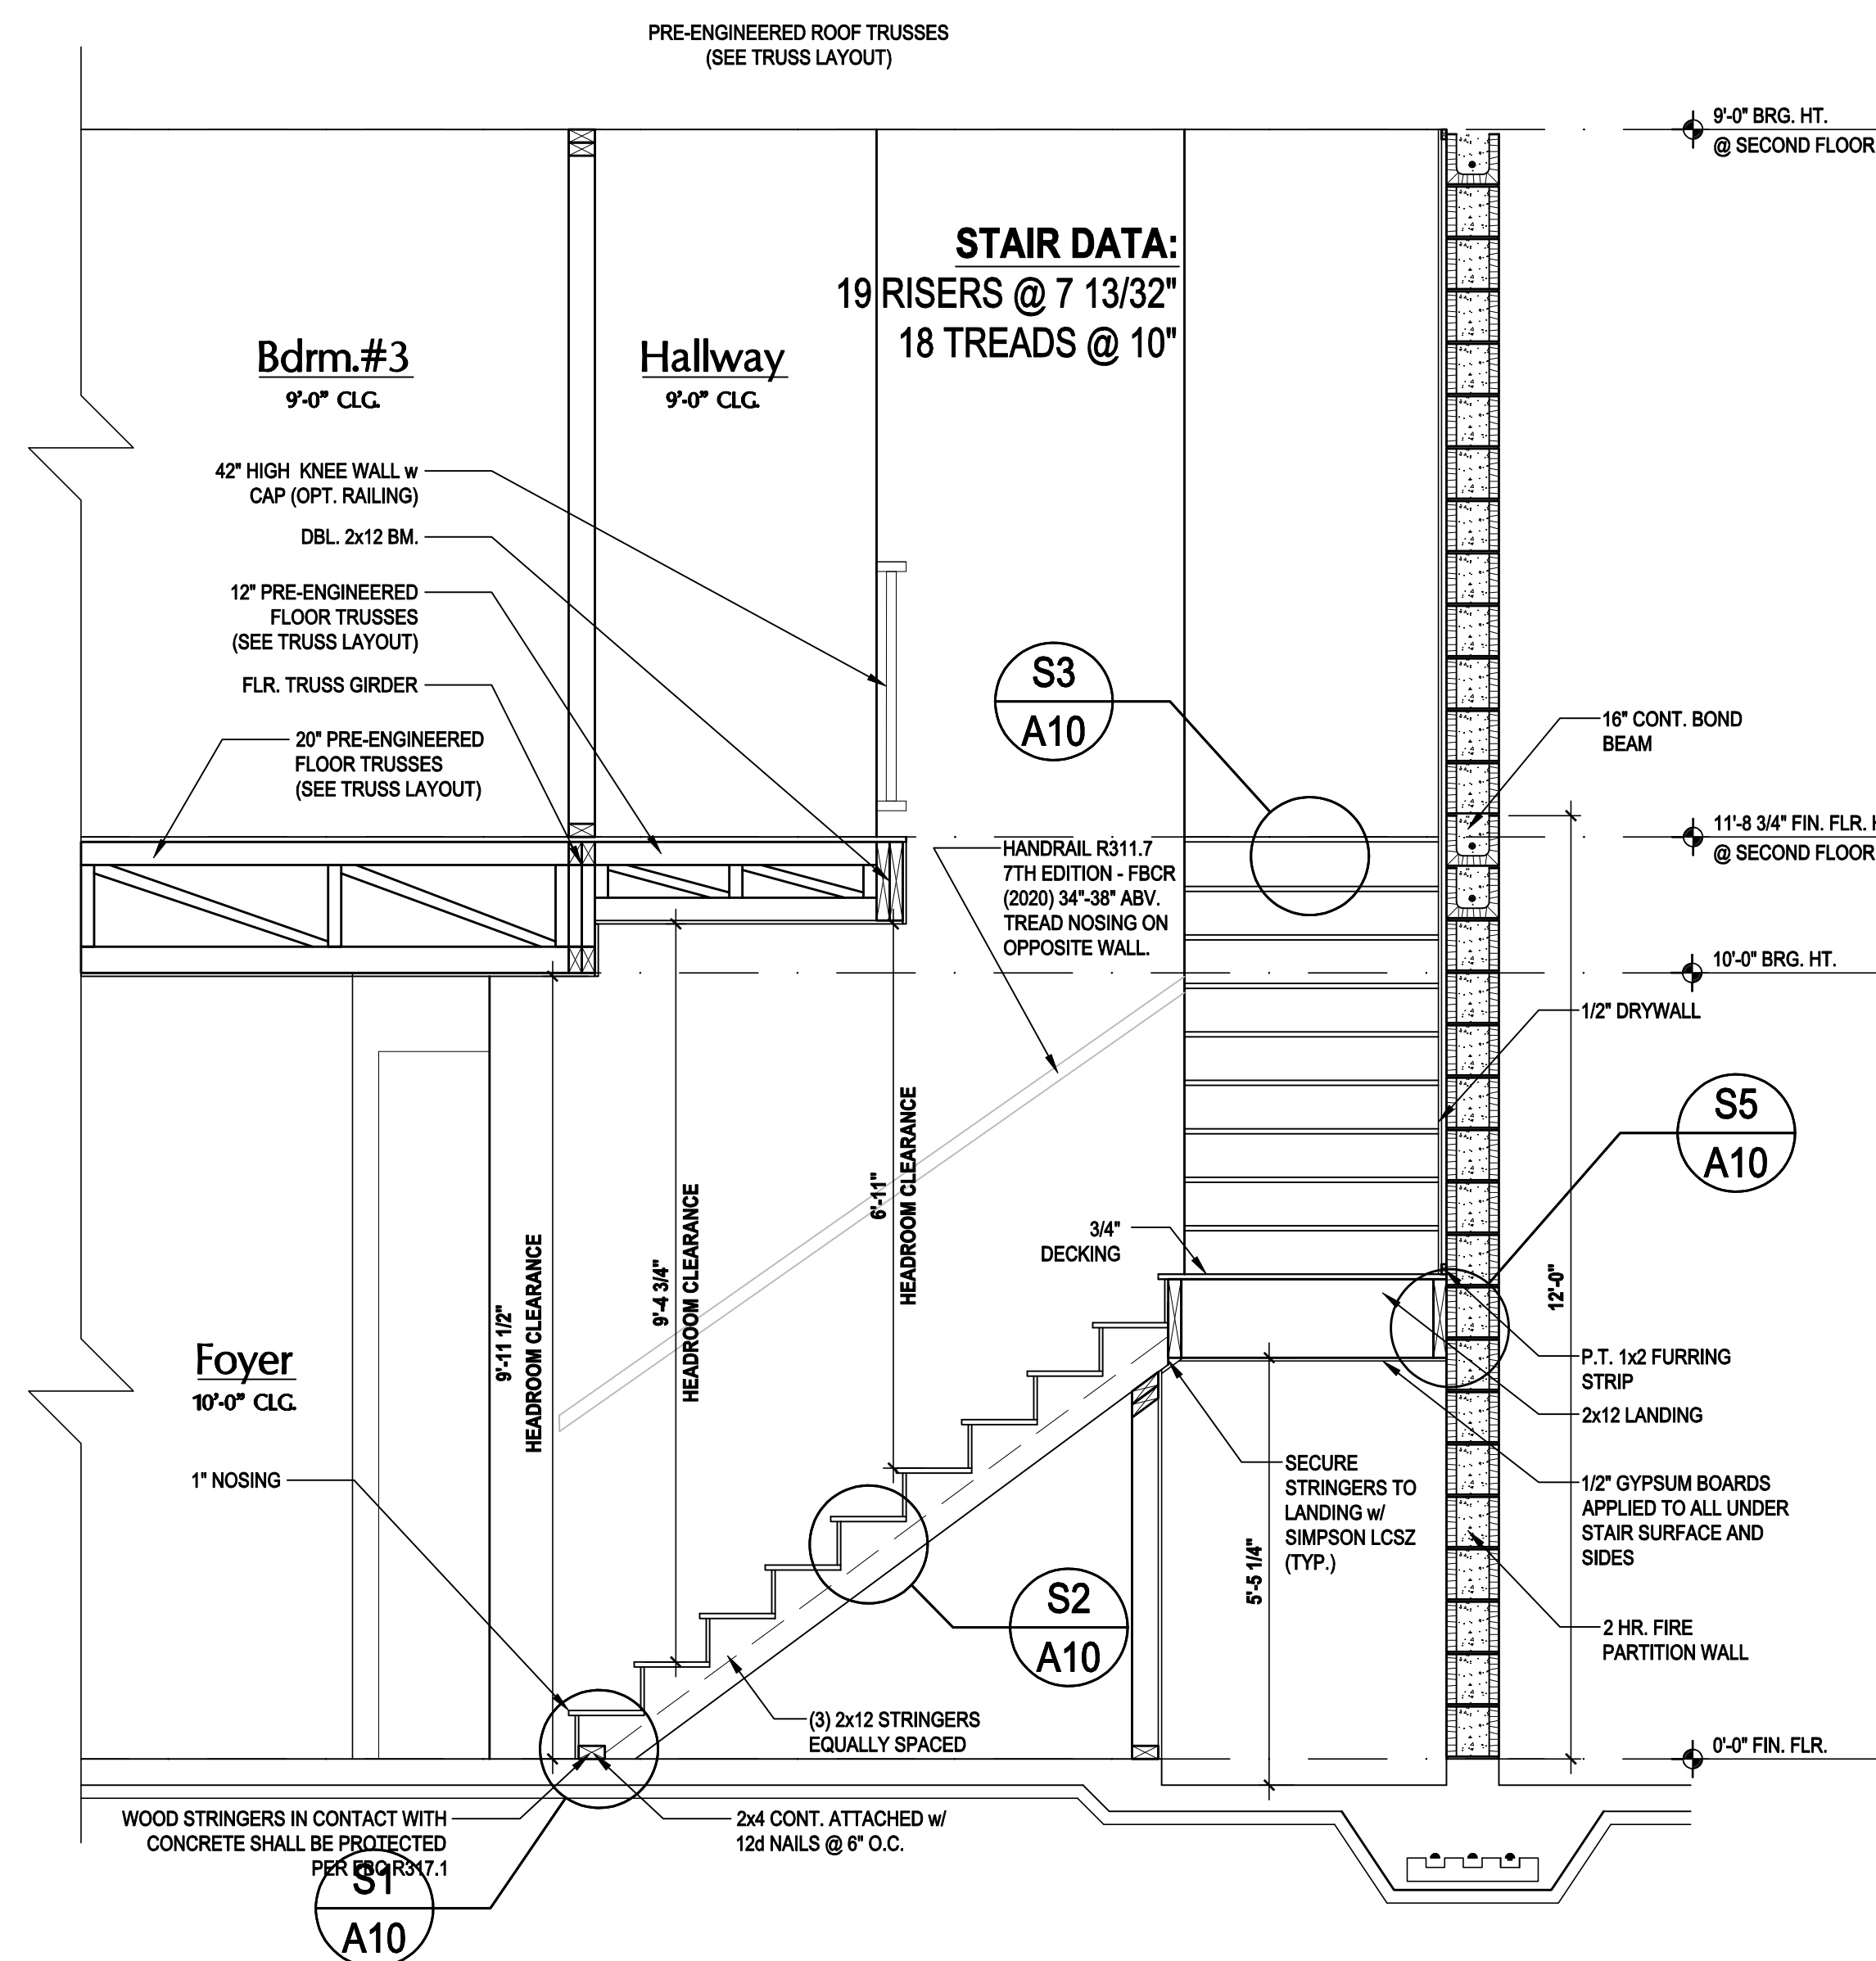 PRE-ENGINEERED ROOF TRUSSES
(SEE TRUSS LAYOUT)
9'-0" BRG. HT.
@ SECOND FLOOR
STAIR DATA:
19 RISERS @ 7 13/32"
18 TREADS @ 10"
Bdrm.#3
9'-0" CLG.
Hallway
9'-0" CLG.
42" HIGH KNEE WALL w
CAP (OPT. RAILING)
DBL. 2x12 BM.
12" PRE-ENGINEERED
FLOOR TRUSSES
(SEE TRUSS LAYOUT)
FLR. TRUSS GIRDER
20" PRE-ENGINEERED
FLOOR TRUSSES
(SEE TRUSS LAYOUT)
S3
A10
16" CONT. BOND
BEAM
11'-8 3/4" FIN. FLR.
@ SECOND FLOOR
HANDRAIL R311.7
7TH EDITION - FBCR
(2020) 34"-38" ABV.
TREAD NOSING ON
OPPOSITE WALL.
10'-0" BRG. HT.
1/2" DRYWALL
S5
A10
9'-11 1/2"
HEADROOM CLEARANCE
9'-4 3/4"
HEADROOM CLEARANCE
6'-11"
HEADROOM CLEARANCE
3/4"
DECKING
12'-0"
Foyer
10'-0" CLG.
P.T. 1x2 FURRING
STRIP
2x12 LANDING
1/2" GYPSUM BOARDS
APPLIED TO ALL UNDER
STAIR SURFACE AND
SIDES
1" NOSING
SECURE
STRINGERS TO
LANDING w/
SIMPSON LCSZ
(TYP.)
5'-5 1/4"
S2
A10
2 HR. FIRE
PARTITION WALL
(3) 2x12 STRINGERS
EQUALLY SPACED
0'-0" FIN. FLR.
WOOD STRINGERS IN CONTACT WITH
CONCRETE SHALL BE PROTECTED
PER FBC R317.1
2x4 CONT. ATTACHED w/
12d NAILS @ 6" O.C.
S1
A10